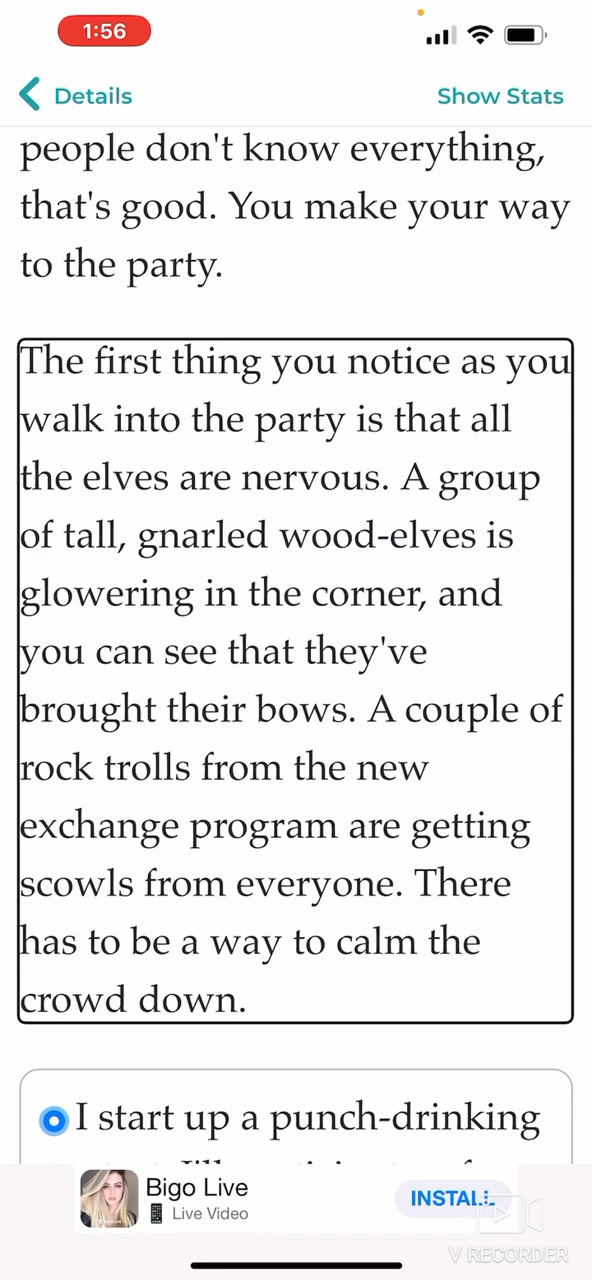 1:56
Details
Show Stats
people don't know everything,
that's good. You make your way
to the party.
The first thing you notice as you
walk into the party is that all
the elves are nervous. A group
of tall, gnarled wood-elves is
glowering in the corner, and
you can see that they've
brought their bows. A couple of
rock trolls from the new
exchange program are getting
scowls from everyone. There
has to be a way to calm the
crowd down.
I start up a punch-drinking
Bigo Live
Live Video
INSTALL
V RECORDER